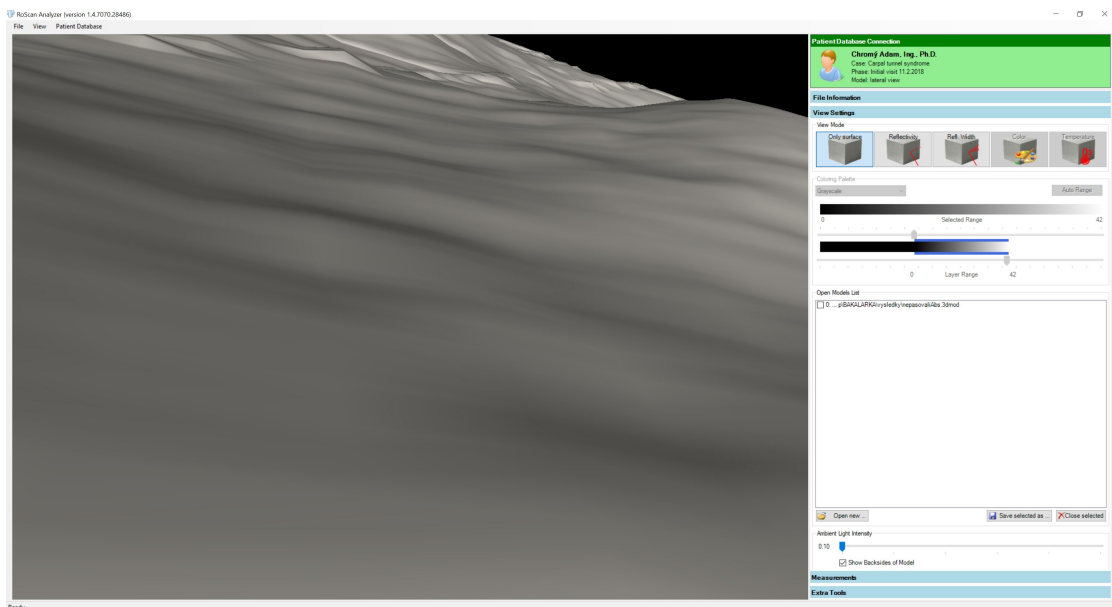 RoScan Analyzer (version 1.4.7070.28486)
File View Patient Database
Patient Database Connection
Chromý Adam, Ing., Ph.D.
Case: Carpal tunnel syndrome
Phase: Initial visit 11.2.2018
Model: lateral view
File Information
View Settings
View Mode
Only surface Reflectivity Refl. Width Color Temperature
Coloring Palette
Grayscale Auto Range
0 Selected Range 42
0 Layer Range 42
Open Models List
0: ... p\BAKALARKA\vysledky\nepasovaliAbs.3dmod
Open new ... Save selected as ... Close selected
Ambient Light Intensity
0.10
Show Backsides of Model
Measurements
Extra Tools
Ready